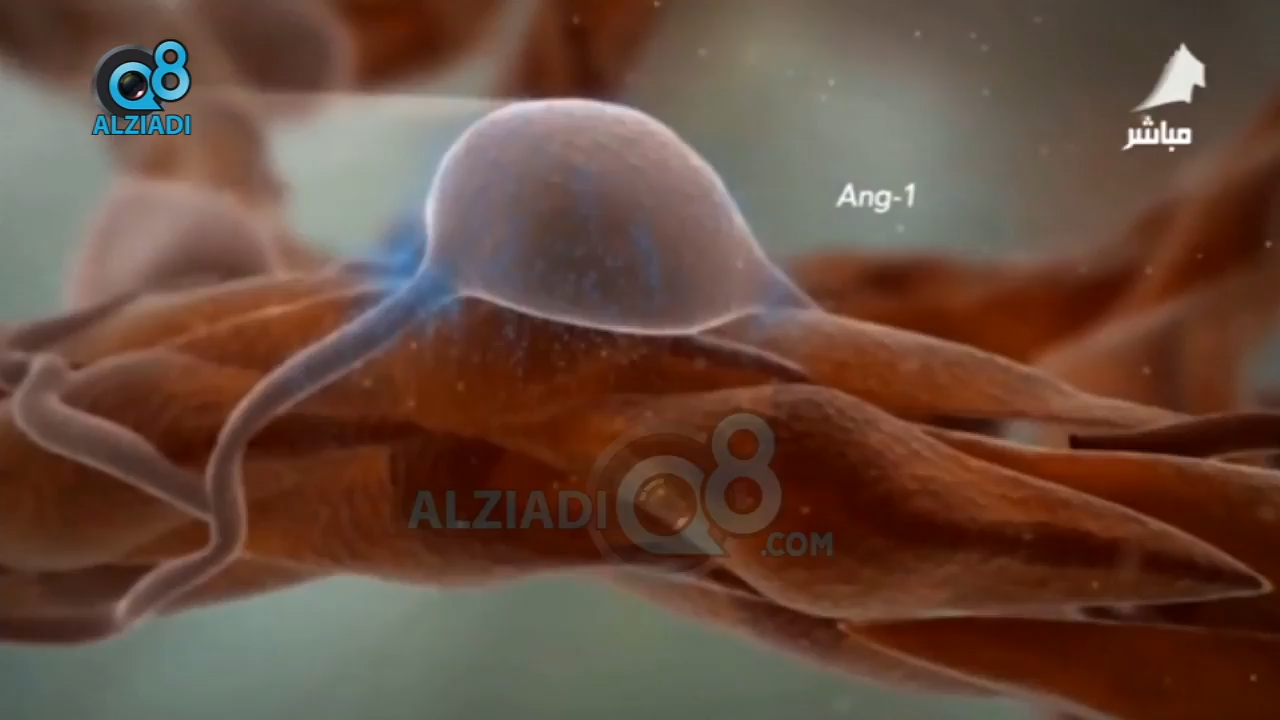 Q8
ALZIADI
مباشر
Ang-1
ALZIADI Q8
.COM